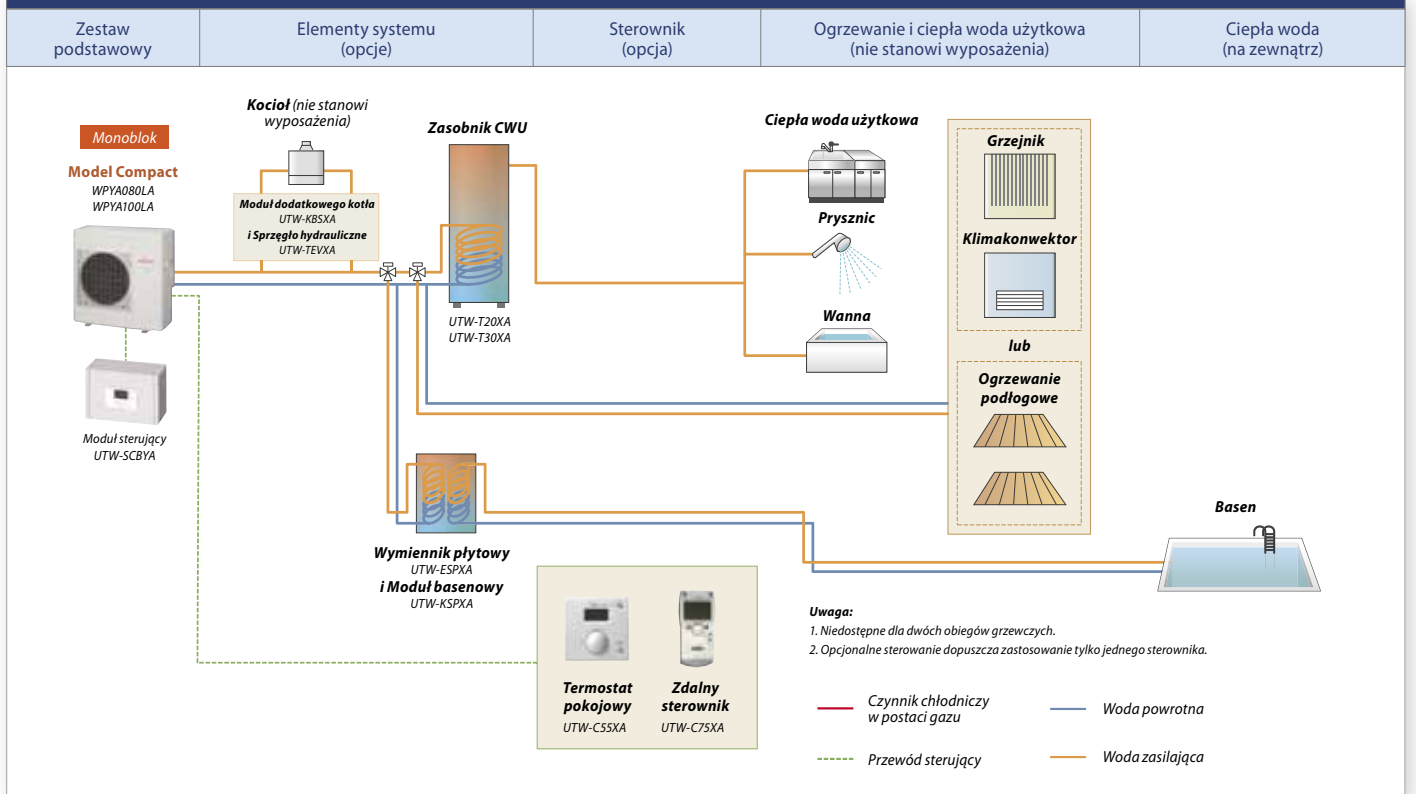 Zestaw
podstawowy
Elementy systemu
(opcje)
Sterownik
(opcja)
Ogrzewanie i ciepła woda użytkowa
(nie stanowi wyposażenia)
Ciepła woda
(na zewnątrz)
Monoblok
Model Compact
WPYA080LA
WPYA100LA
Moduł sterujący
UTW-SCBYA
Kocioł (nie stanowi
wyposażenia)
Moduł dodatkowego kotła
UTW-KBSXA
i Sprzęgło hydrauliczne
UTW-TEVXA
Zasobnik CWU
UTW-T20XA
UTW-T30XA
Wymiennik płytowy
UTW-ESPXA
i Moduł basenowy
UTW-KSPXA
Termostat
pokojowy
UTW-C55XA
Zdalny
sterownik
UTW-C75XA
Ciepła woda użytkowa
Prysznic
Wanna
Grzejnik
Klimakonwektor
lub
Ogrzewanie
podłogowe
Basen
Uwaga:
1. Niedostępne dla dwóch obiegów grzewczych.
2. Opcjonalne sterowanie dopuszcza zastosowanie tylko jednego sterownika.
Czynnik chłodniczy
w postaci gazu
Woda powrotna
Przewód sterujący
Woda zasilająca